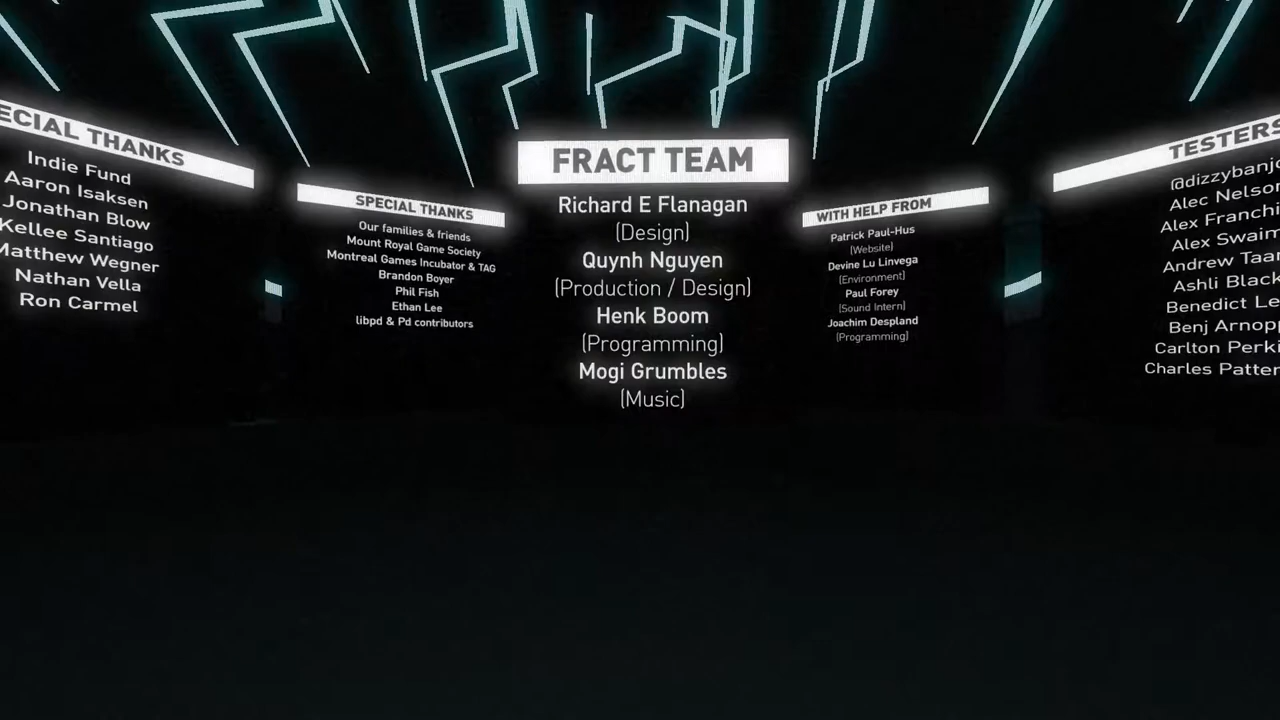 ECIAL THANKS
Indie Fund
Aaron Isaksen
Jonathan Blow
Kellee Santiago
Matthew Wegner
Nathan Vella
Ron Carmel
SPECIAL THANKS
Our families & friends
Mount Royal Game Society
Montreal Games Incubator & TAG
Brandon Boyer
Phil Fish
Ethan Lee
libpd & Pd contributors
FRACT TEAM
Richard E Flanagan
(Design)
Quynh Nguyen
(Production / Design)
Henk Boom
(Programming)
Mogi Grumbles
(Music)
WITH HELP FROM
Patrick Paul-Hus
(Website)
Devine Lu Linvega
(Environment)
Paul Forey
(Sound Intern)
Joachim Despland
(Programming)
TESTERS
@dizzybanjo
Alec Nelson
Alex Franchi
Alex Swaim
Andrew Taar
Ashli Black
Benedict Le
Benj Arnop
Carlton Perki
Charles Patter